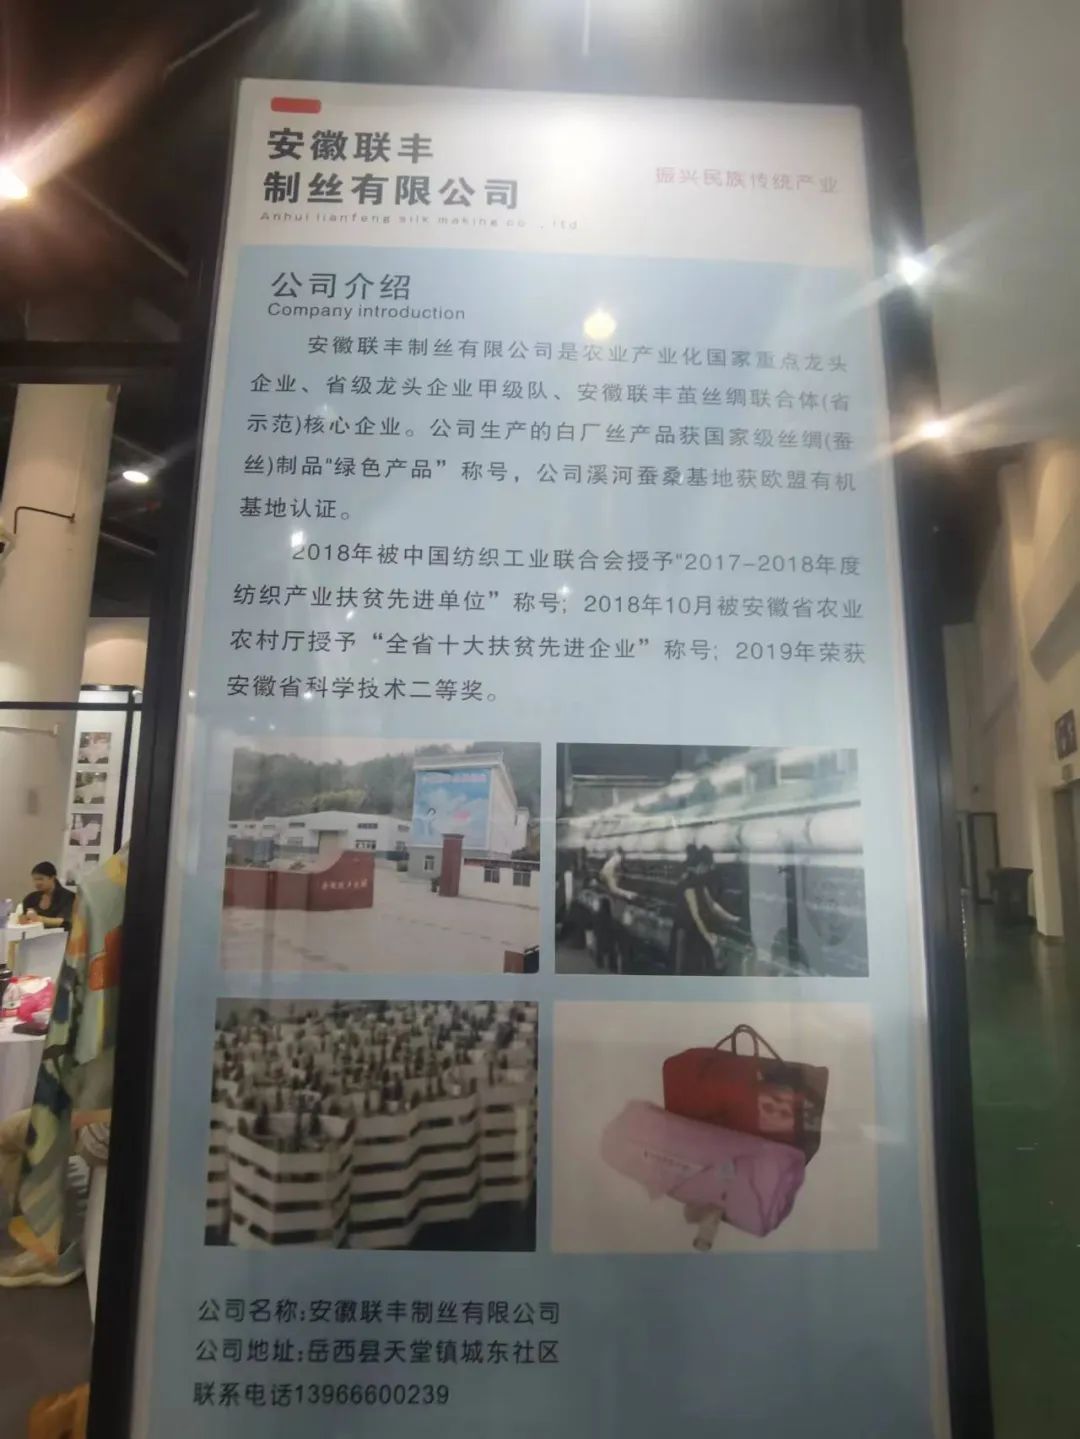 安徽联丰
制丝有限公司
Anhui lianfeng silk making co .,ltd
振兴民族传统产业
公司介绍
Company introduction
安徽联丰制丝有限公司是农业产业化国家重点龙头
企业、省级龙头企业甲级队、安徽联丰茧丝绸联合体(省
示范)核心企业。公司生产的白厂丝产品获国家级丝绸(蚕
丝)制品“绿色产品”称号，公司溪河蚕桑基地获欧盟有机
基地认证。
2018年被中国纺织工业联合会授予“2017-2018年度
纺织产业扶贫先进单位”称号; 2018年10月被安徽省农业
农村厅授予“全省十大扶贫先进企业”称号; 2019年荣获
安徽省科学技术二等奖。
公司名称:安徽联丰制丝有限公司
公司地址:岳西县天堂镇城东社区
联系电话13966600239